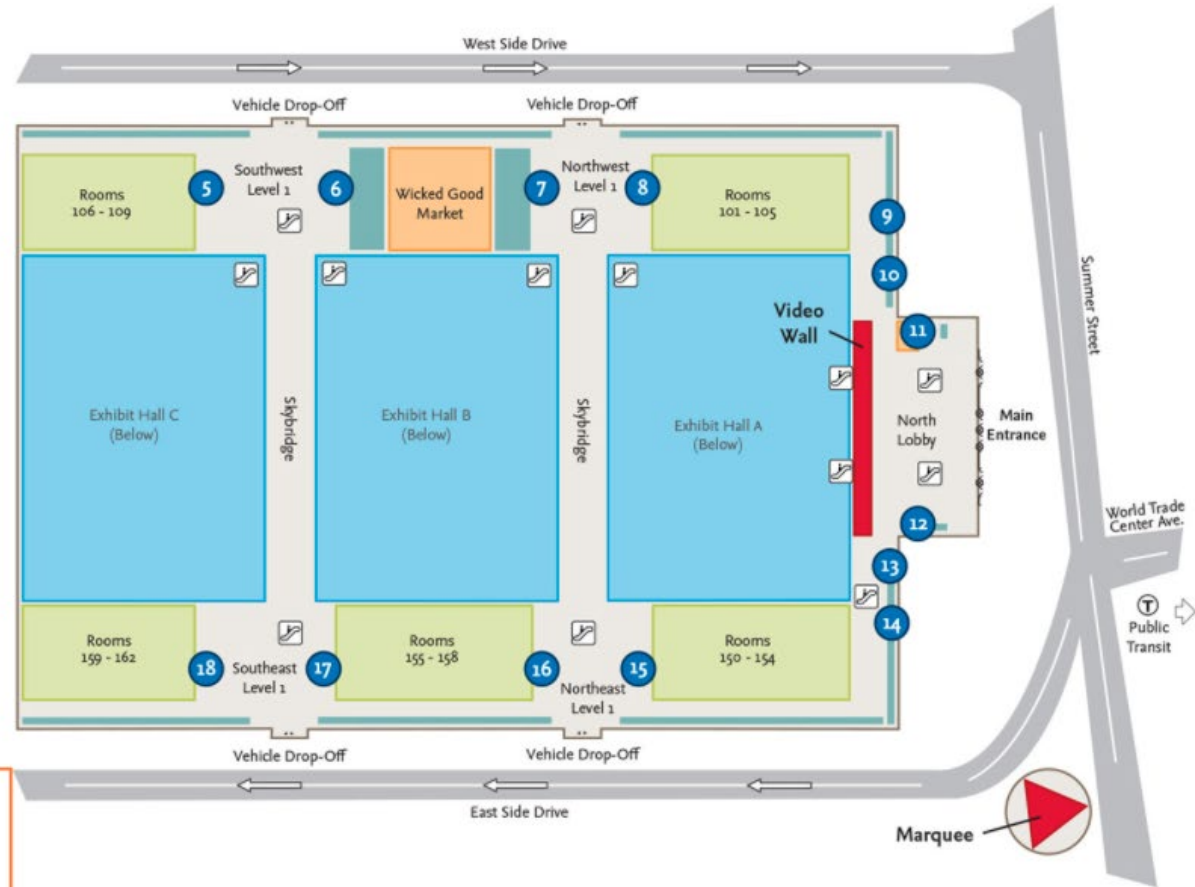 West Side Drive
Vehicle Drop-Off
Vehicle Drop-Off
Rooms
106 - 109
5
Southwest
Level 1
6
Wicked Good
Market
7
Northwest
Level 1
8
Rooms
101 - 105
9
10
11
Video
Wall
Summer Street
Exhibit Hall C
(Below)
Skybridge
Exhibit Hall B
(Below)
Skybridge
Exhibit Hall A
(Below)
North
Lobby
Main
Entrance
12
13
14
World Trade
Center Ave.
T
Public
Transit
Rooms
159 - 162
18
Southeast
Level 1
17
Rooms
155 - 158
16
Northeast
Level 1
15
Rooms
150 - 154
Vehicle Drop-Off
Vehicle Drop-Off
East Side Drive
Marquee